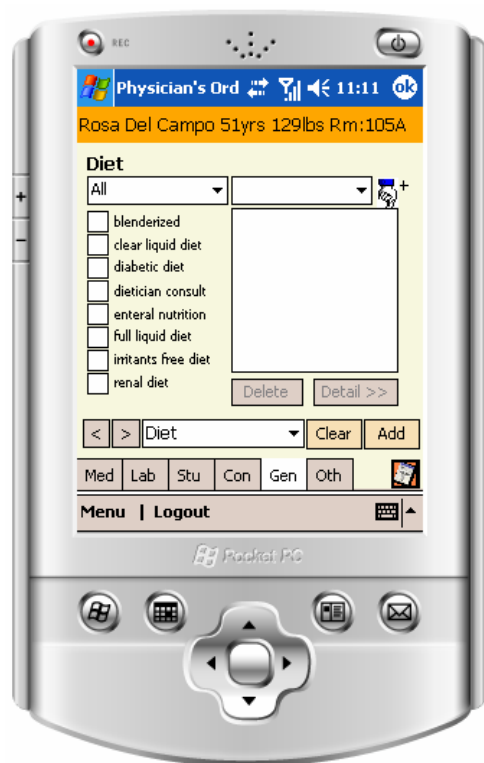 REC
Physician's Ord 11:11 ok
Rosa Del Campo 51yrs 129lbs Rm:105A
Diet
All
+
blenderized
clear liquid diet
diabetic diet
dietician consult
enteral nutrition
full liquid diet
irritants free diet
renal diet
Delete Detail >>
< > Diet Clear Add
Med Lab Stu Con Gen Oth
Menu | Logout
Pocket PC